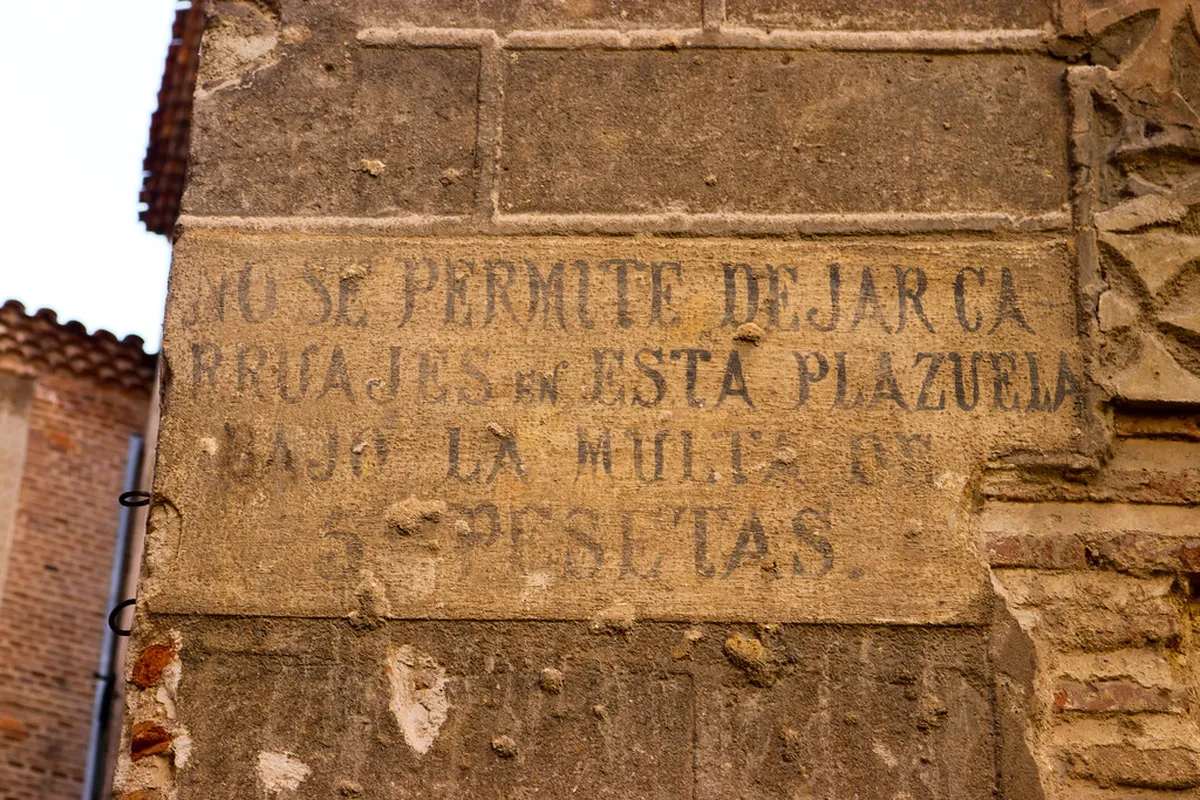 NO SE PERMITE DEJAR CA-
RRUAJES EN ESTA PLAZUELA
BAJO LA MULTA DE
5 PESETAS.